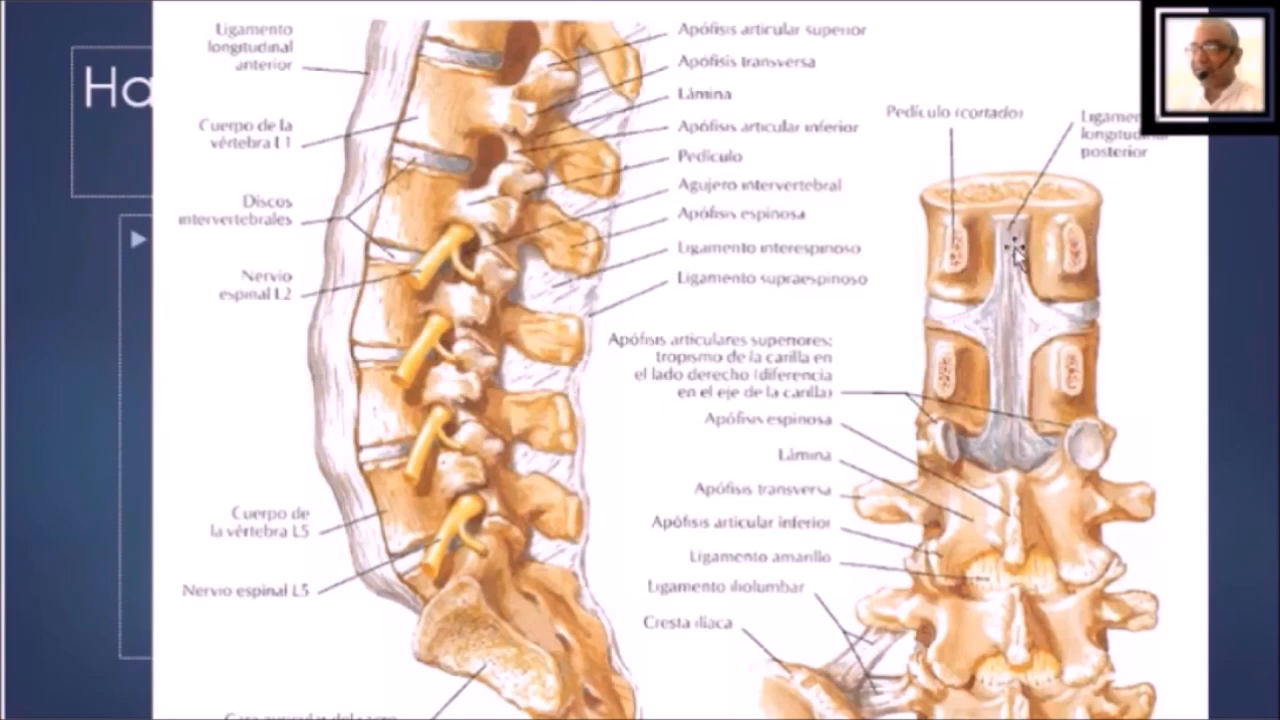 Ha
Ligamento
longitudinal
anterior
Cuerpo de la
vértebra L1
Discos
intervertebrales
Nervio
espinal L2
Cuerpo de
la vértebra L5
Nervio espinal L5
Apófisis articular superior
Apófisis transversa
Lámina
Apófisis articular inferior
Pedículo
Agujero intervertebral
Apófisis espinosa
Ligamento interespinoso
Ligamento supraespinoso
Pedículo (cortado)
posterior
Apófisis articulares superiores;
tropismo de la carilla en
el lado derecho (diferencia
en el eje de la carilla)
Apófisis espinosa
Lámina
Apófisis transversa
Apófisis articular inferior
Ligamento amarillo
Ligamento iliolumbar
Cresta ilíaca